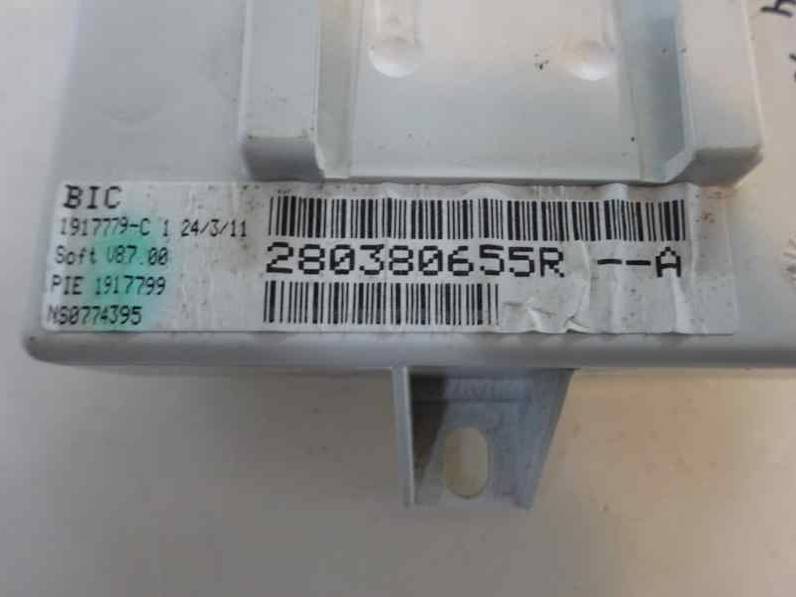 BIC
1917779-C 1 24/3/11
Soft V87.00
PIE 1917799
NS0774395
280380655R --A